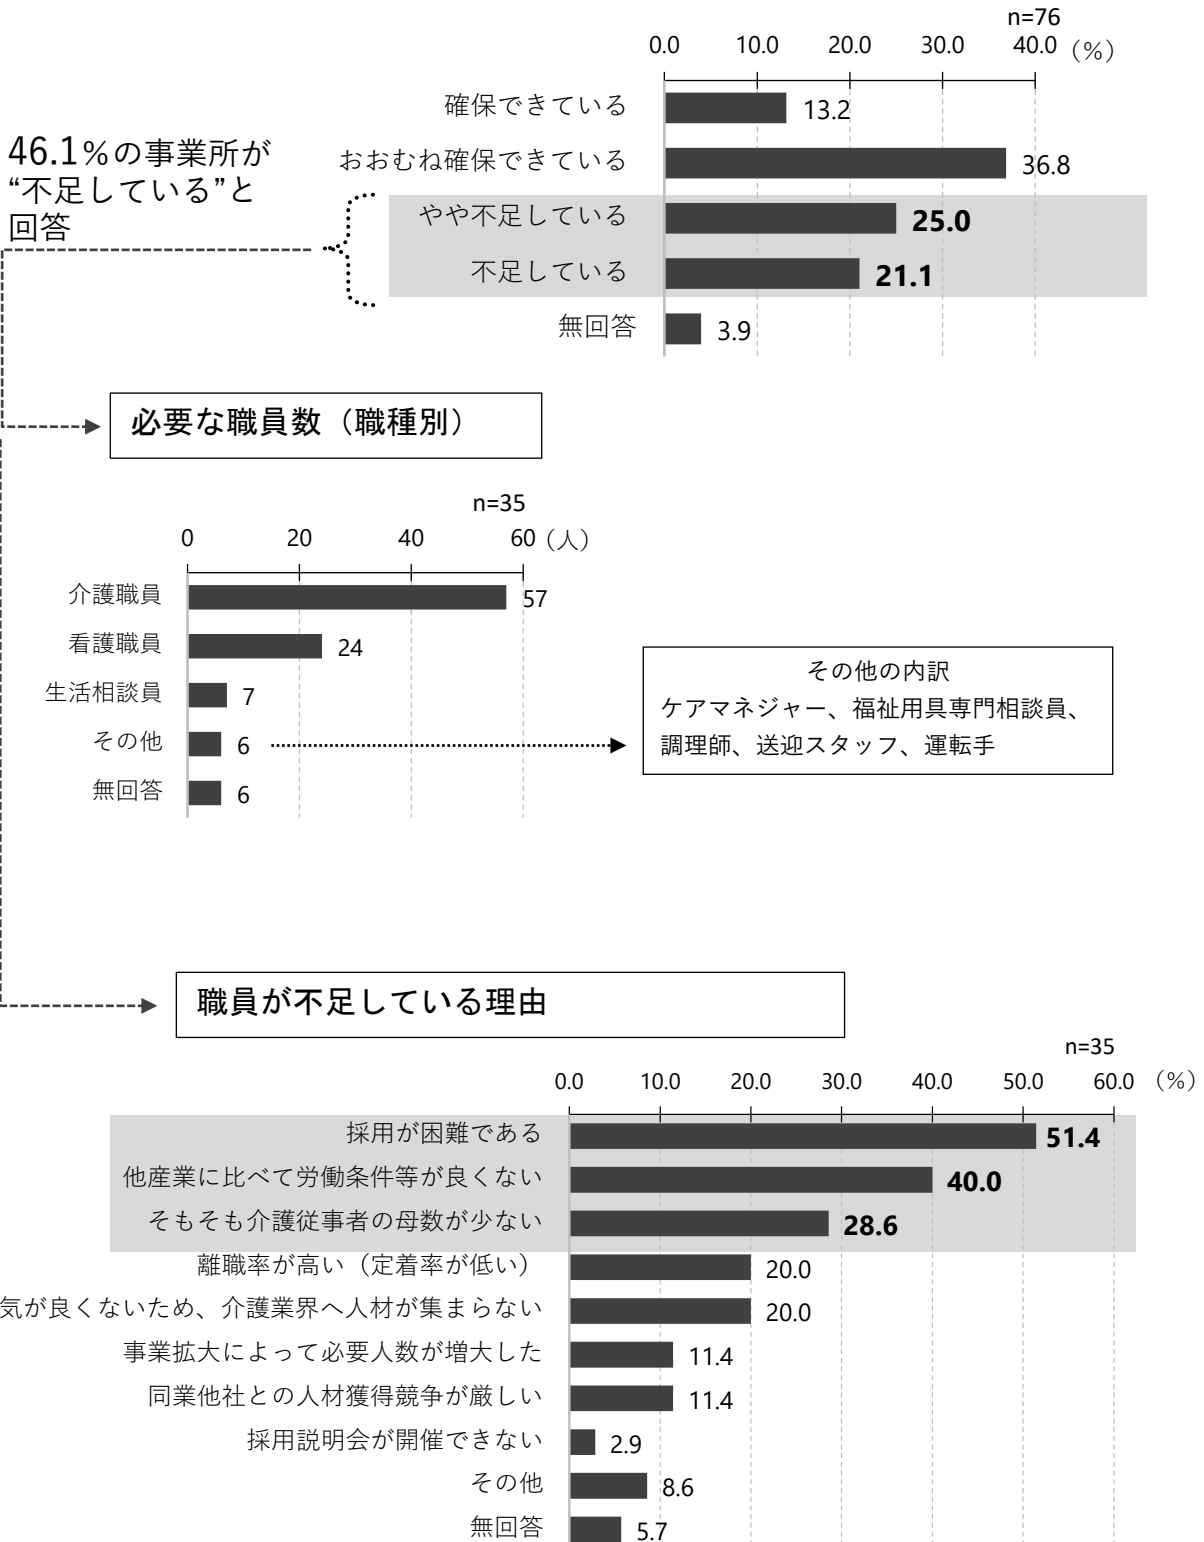 n=76
0.0 10.0 20.0 30.0 40.0 (%)
確保できている 13.2
おおむね確保できている 36.8
やや不足している 25.0
不足している 21.1
無回答 3.9
46.1%の事業所が
“不足している”と
回答
必要な職員数（職種別）
n=35
0 20 40 60 （人）
介護職員 57
看護職員 24
生活相談員 7
その他 6
無回答 6
その他の内訳
ケアマネジャー、福祉用具専門相談員、
調理師、送迎スタッフ、運転手
職員が不足している理由
n=35
0.0 10.0 20.0 30.0 40.0 50.0 60.0 (%)
採用が困難である 51.4
他産業に比べて労働条件等が良くない 40.0
そもそも介護従事者の母数が少ない 28.6
離職率が高い（定着率が低い） 20.0
気が良くないため、介護業界へ人材が集まらない 20.0
事業拡大によって必要人数が増大した 11.4
同業他社との人材獲得競争が厳しい 11.4
採用説明会が開催できない 2.9
その他 8.6
無回答 5.7